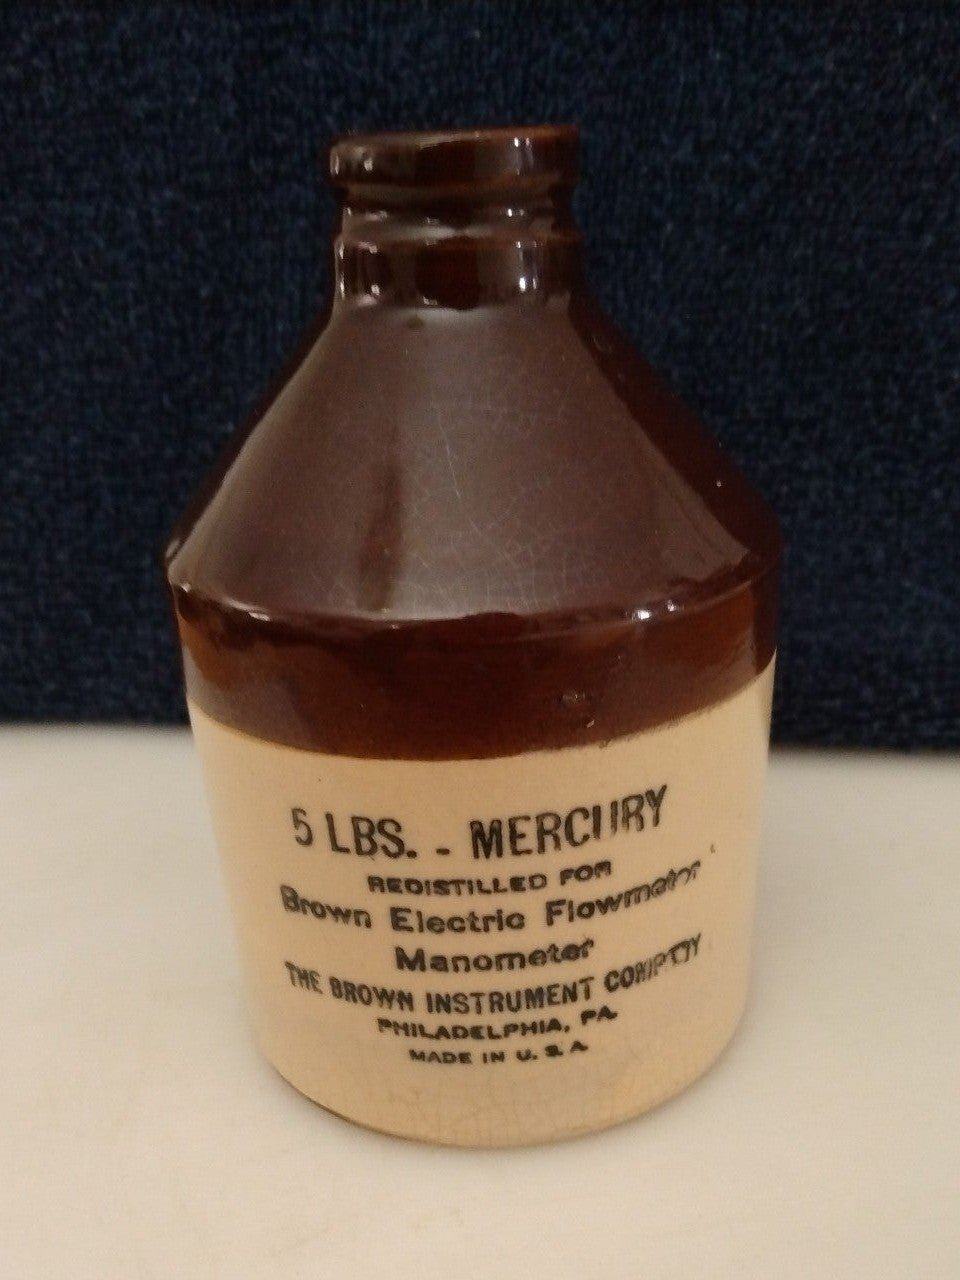 5 LBS. - MERCURY
REDISTILLED FOR
Brown Electric Flowmeter
Manometer
THE BROWN INSTRUMENT COMPANY
PHILADELPHIA, PA.
MADE IN U.S.A